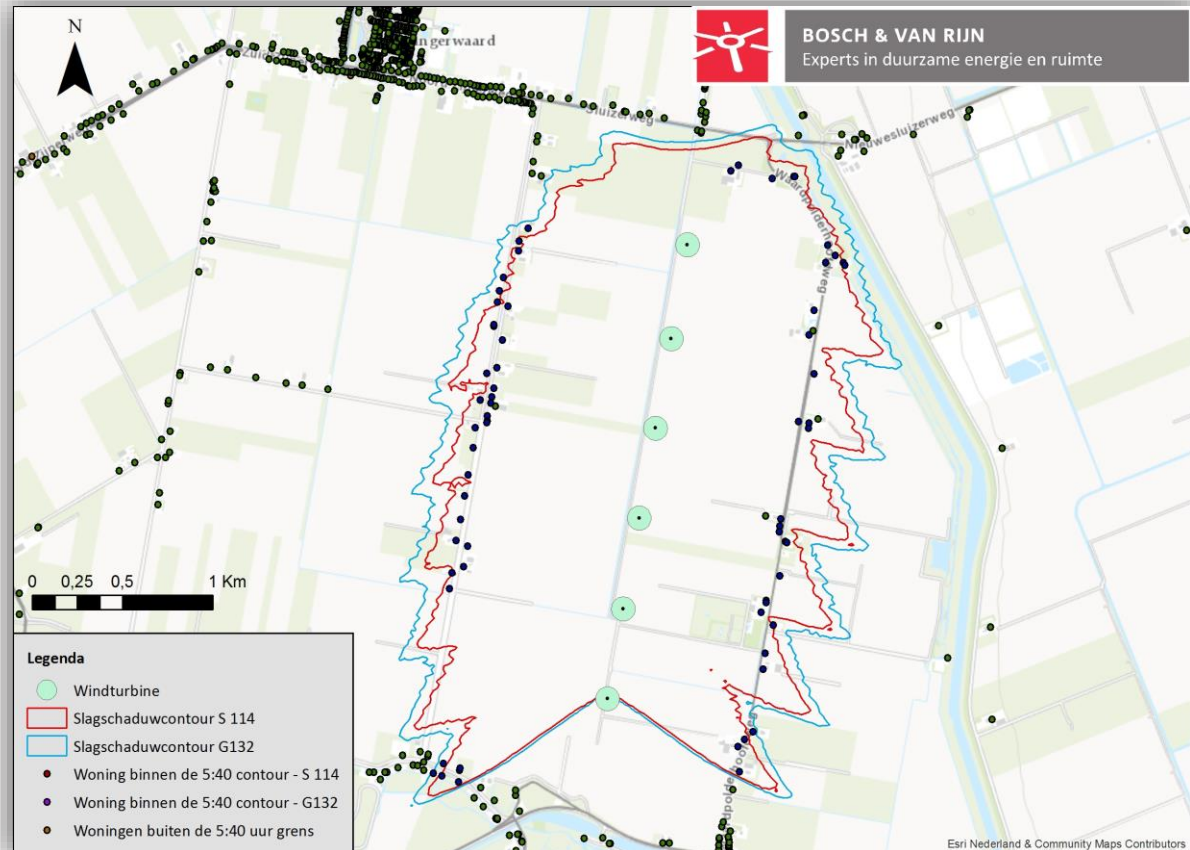 N
BOSCH & VAN RIJN
Experts in duurzame energie en ruimte
ingerwaard
Sluizerweg
Nieuwesluizerweg
0 0,25 0,5 1 Km
Legenda
Windturbine
Slagschaduwcontour S 114
Slagschaduwcontour G132
Woning binnen de 5:40 contour - S 114
Woning binnen de 5:40 contour - G132
Woningen buiten de 5:40 uur grens
Esri Nederland & Community Maps Contributors